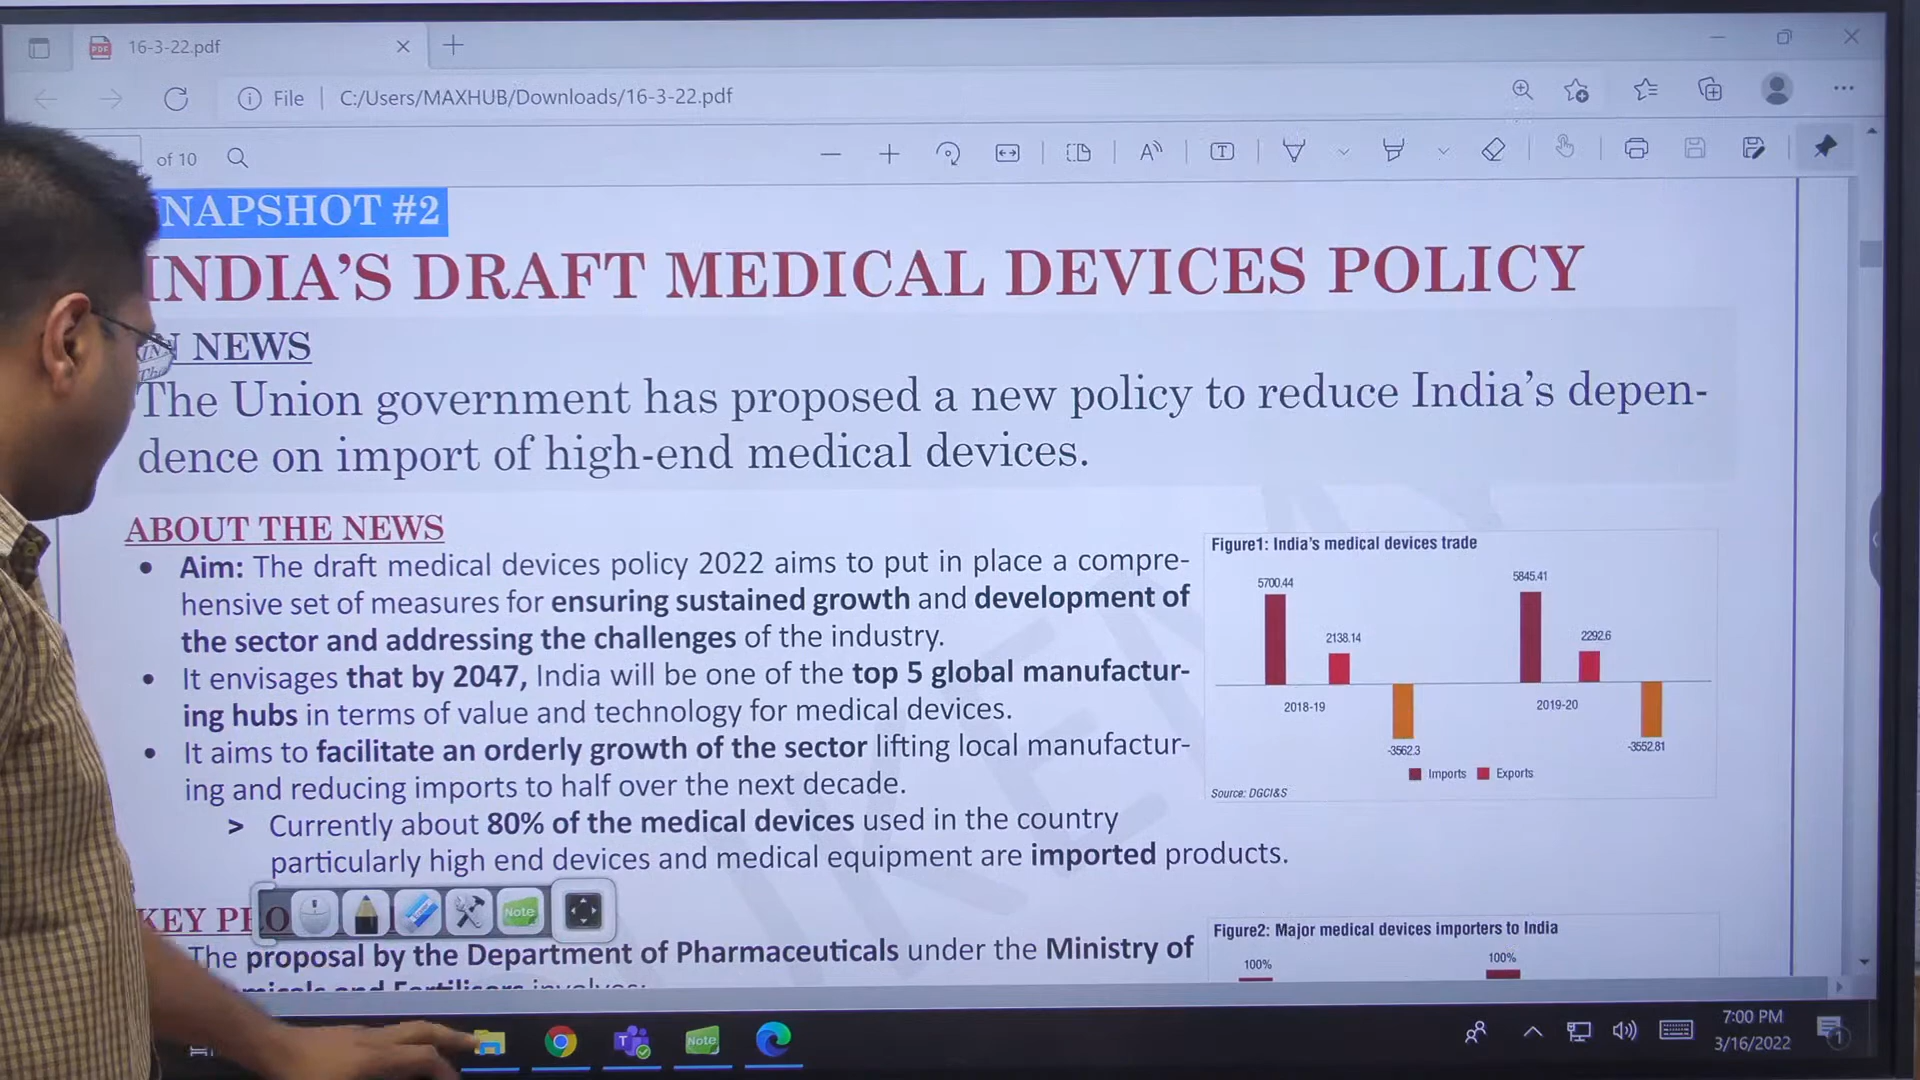 16-3-22.pdf
File | C:/Users/MAXHUB/Downloads/16-3-22.pdf
of 10
NAPSHOT #2
INDIA'S DRAFT MEDICAL DEVICES POLICY
IN NEWS
The Union government has proposed a new policy to reduce India's depen-
dence on import of high-end medical devices.
ABOUT THE NEWS
• Aim: The draft medical devices policy 2022 aims to put in place a compre-
hensive set of measures for ensuring sustained growth and development of
the sector and addressing the challenges of the industry.
• It envisages that by 2047, India will be one of the top 5 global manufactur-
ing hubs in terms of value and technology for medical devices.
• It aims to facilitate an orderly growth of the sector lifting local manufactur-
ing and reducing imports to half over the next decade.
> Currently about 80% of the medical devices used in the country
particularly high end devices and medical equipment are imported products.
Figure1: India's medical devices trade
5700.44
2138.14
-3562.3
5845.41
2292.6
-3552.81
2018-19
2019-20
Imports Exports
Source: DGCI&S
KEY PRO
Note
The proposal by the Department of Pharmaceuticals under the Ministry of
and Fertilisers involves:
Figure2: Major medical devices importers to India
100%
100%
Note
7:00 PM
3/16/2022
1